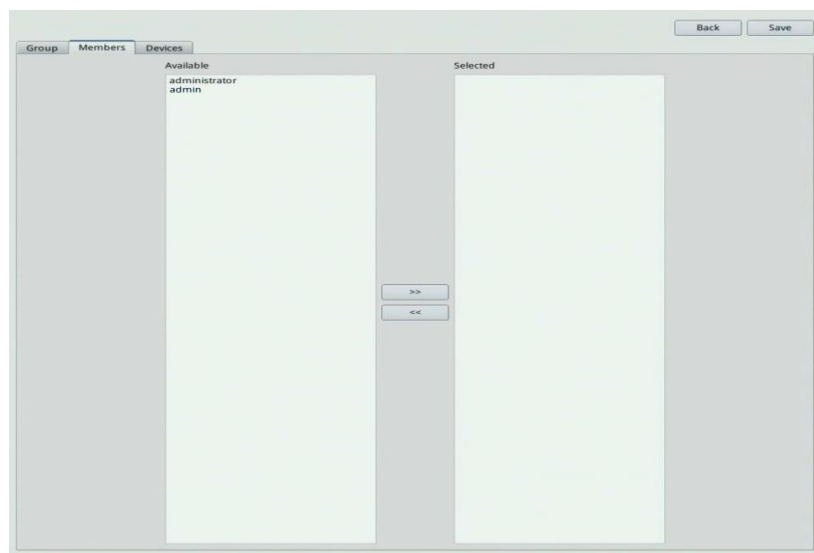 Back Save
Group Members Devices
Available Selected
administrator
admin
>>
<<